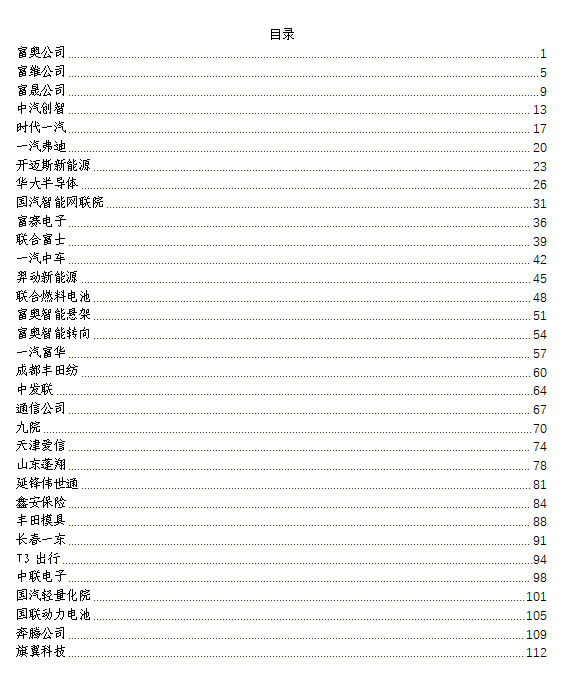 目录
富奥公司 1
富维公司 5
富晟公司 9
中汽创智 13
时代一汽 17
一汽弗迪 20
开迈斯新能源 23
华大半导体 26
国汽智能网联院 31
富赛电子 36
联合富士 39
一汽中车 42
羿动新能源 45
联合燃料电池 48
富奥智能悬架 51
富奥智能转向 54
一汽富华 57
成都丰田纺 60
中发联 64
通信公司 67
九院 70
天津爱信 74
山东蓬翔 78
延锋伟世通 81
鑫安保险 84
丰田模具 88
长春一东 91
T3 出行 94
中联电子 98
国汽轻量化院 101
国联动力电池 105
奔腾公司 109
旗翼科技 112